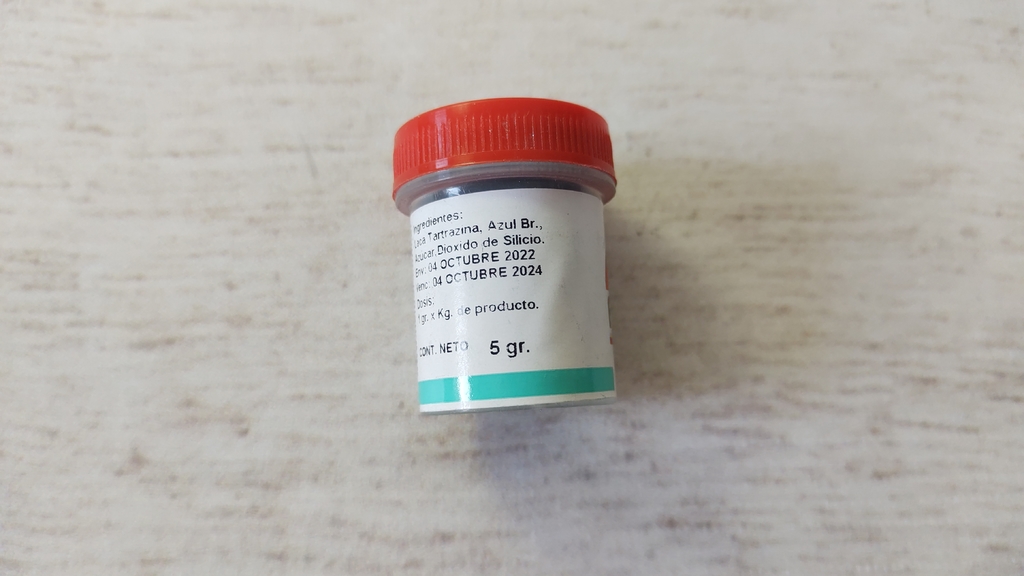 Ingredientes:
Laca Tartrazina, Azul Br.,
Azucar, Dioxido de Silicio.
Env: 04 OCTUBRE 2022
Venc: 04 OCTUBRE 2024
Dosis:
gr. x Kg. de producto.
CONT. NETO 5 gr.